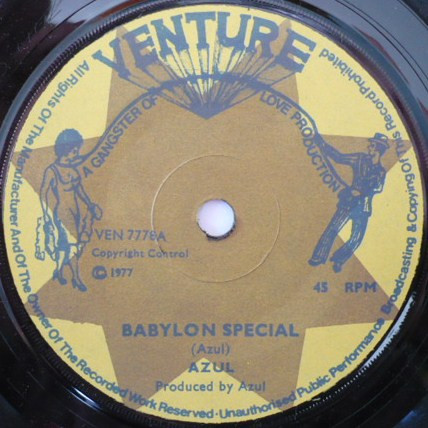 VENTURE
A GANGSTER OF LOVE PRODUCTION
VEN 7778A
Copyright Control
© 1977
45 RPM
BABYLON SPECIAL
(Azul)
AZUL
Produced by Azul
All Rights Of The Manufacturer And Of The Owner Of The Recorded Work Reserved · Unauthorised Public Performance Broadcasting & Copying Of This Record Prohibited